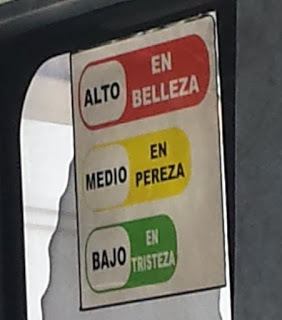 ALTO EN
BELLEZA
MEDIO EN
PEREZA
BAJO EN
TRISTEZA